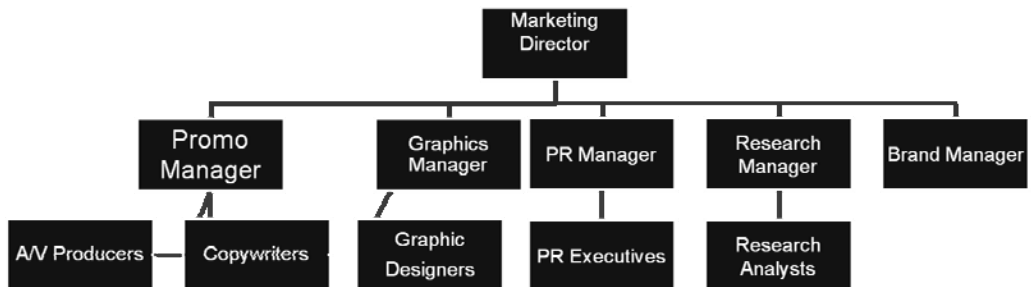 Marketing
Director
Promo
Manager
Graphics
Manager
PR Manager
Research
Manager
Brand Manager
A/V Producers
Copywriters
Graphic
Designers
PR Executives
Research
Analysts